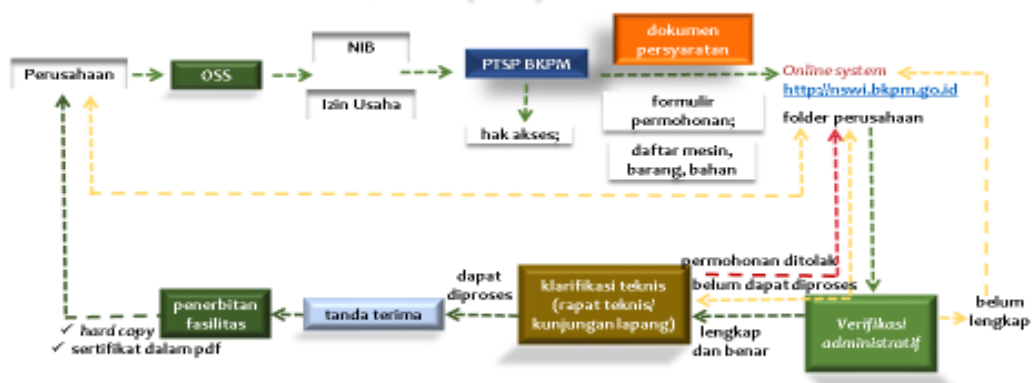 dokumen
persyaratan
NIB
PTSP BKPM
Perusahaan
OSS
Online system
http://nswi.bkpm.go.id
Izin Usaha
formulir
permohonan;
folder perusahaan
hak akses;
daftar mesin,
barang, bahan
permohonan ditolak
dapat
diproses
klarifikasi teknis
(rapat teknis/
kunjungan lapang)
belum dapat diproses
penerbitan
fasilitas
tanda terima
belum
lengkap
Verifikasi
administratif
lengkap
dan benar
✓ hard copy
✓ sertifikat dalam pdf